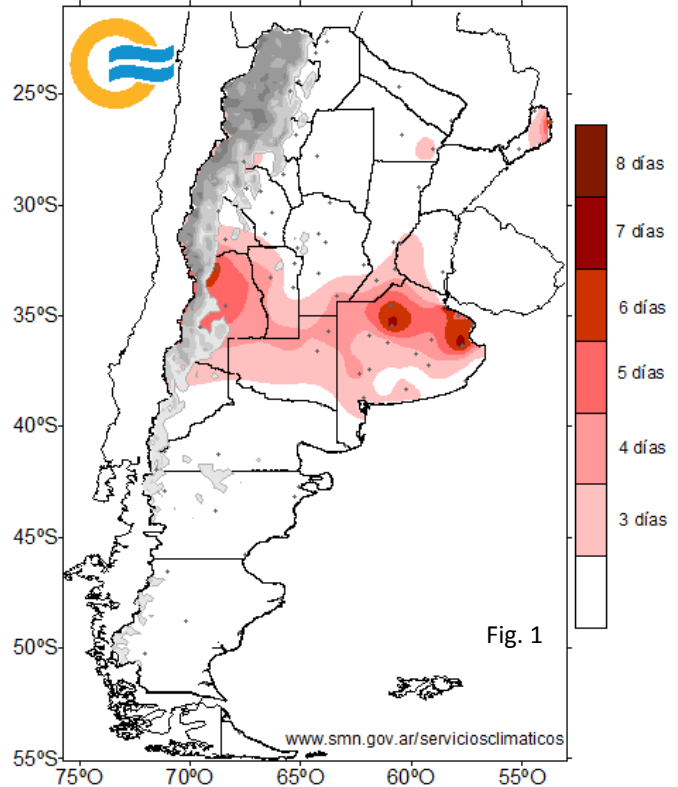 25ºS
30ºS
35ºS
40ºS
45ºS
50ºS
55ºS
75ºO
70ºO
65ºO
60ºO
55ºO
8 días
7 días
6 días
5 días
4 días
3 días
Fig. 1
www.smn.gov.ar/serviciosclimaticos